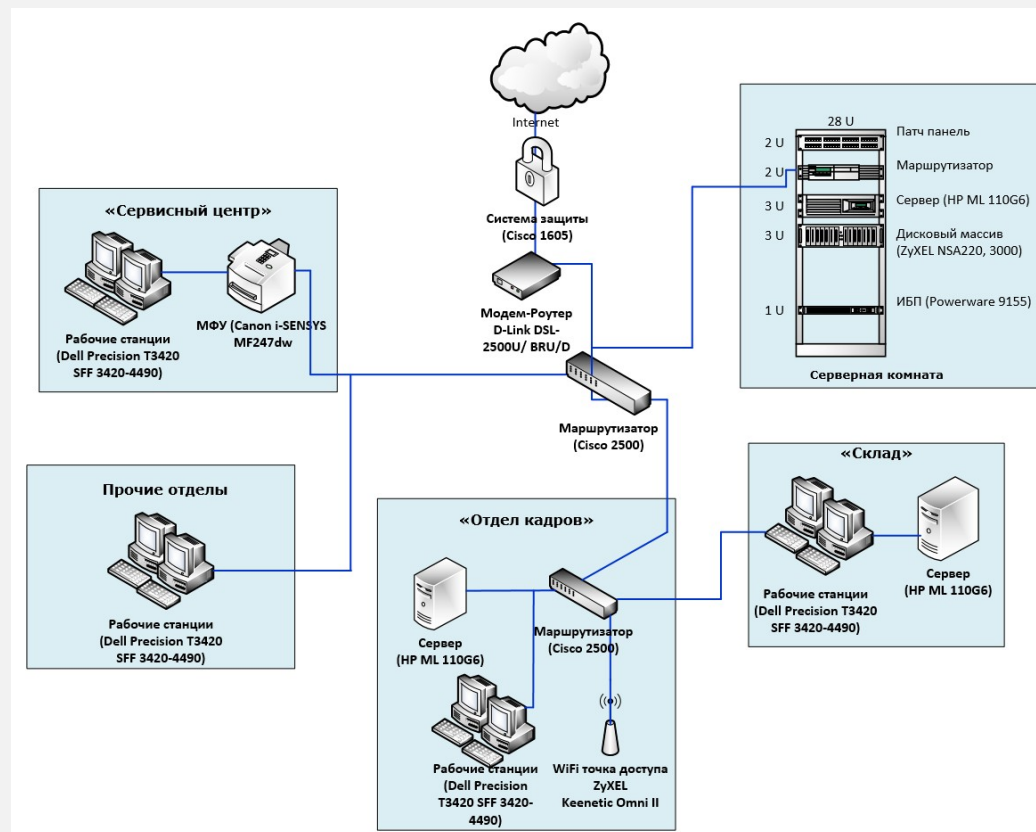 Internet
Система защиты
(Cisco 1605)
Модем-Роутер
D-Link DSL-
2500U/ BRU/D
Маршрутизатор
(Cisco 2500)
28 U
2 U
Патч панель
2 U
Маршрутизатор
3 U
Сервер (HP ML 110G6)
3 U
Дисковый массив
(ZyXEL NSA220, 3000)
1 U
ИБП (Powerware 9155)
Серверная комната
«Сервисный центр»
Рабочие станции
(Dell Precision T3420
SFF 3420-4490)
МФУ (Canon i-SENSYS
MF247dw
Прочие отделы
Рабочие станции
(Dell Precision T3420
SFF 3420-4490)
«Отдел кадров»
Сервер
(HP ML 110G6)
Маршрутизатор
(Cisco 2500)
Рабочие станции
(Dell Precision
T3420 SFF 3420-
4490)
WiFi точка доступа
ZyXEL
Keenetic Omni II
«Склад»
Рабочие станции
(Dell Precision T3420
SFF 3420-4490)
Сервер
(HP ML 110G6)